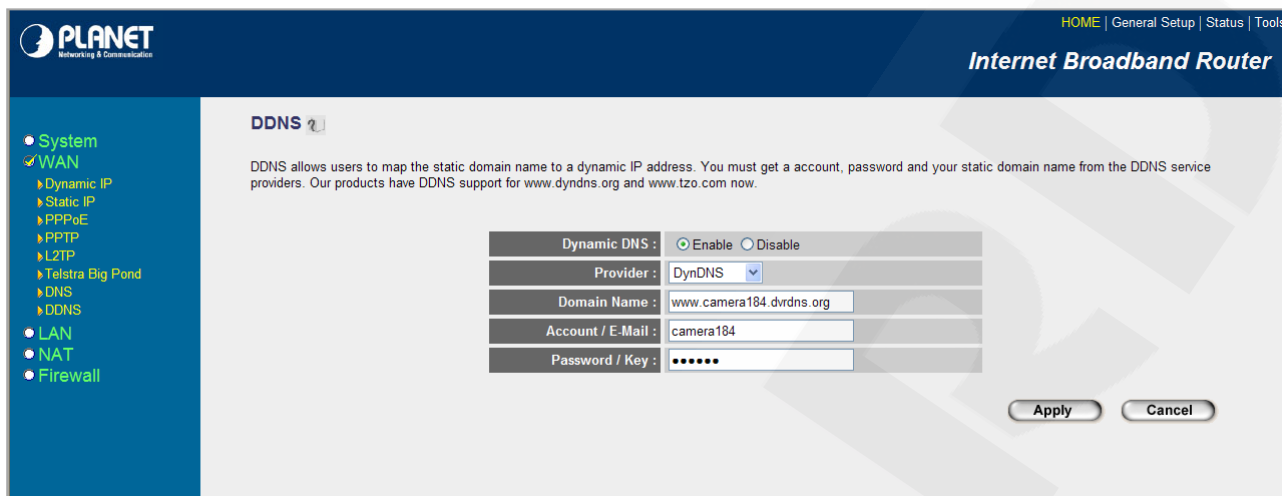 PLANET
Networking & Communication
HOME | General Setup | Status | Tools
Internet Broadband Router
System
WAN
Dynamic IP
Static IP
PPPoE
PPTP
L2TP
Telstra Big Pond
DNS
DDNS
LAN
NAT
Firewall
DDNS
DDNS allows users to map the static domain name to a dynamic IP address. You must get a account, password and your static domain name from the DDNS service
providers. Our products have DDNS support for www.dyndns.org and www.tzo.com now.
Dynamic DNS : Enable Disable
Provider : DynDNS
Domain Name : www.camera184.dvrdns.org
Account / E-Mail : camera184
Password / Key : ●●●●●●
Apply Cancel